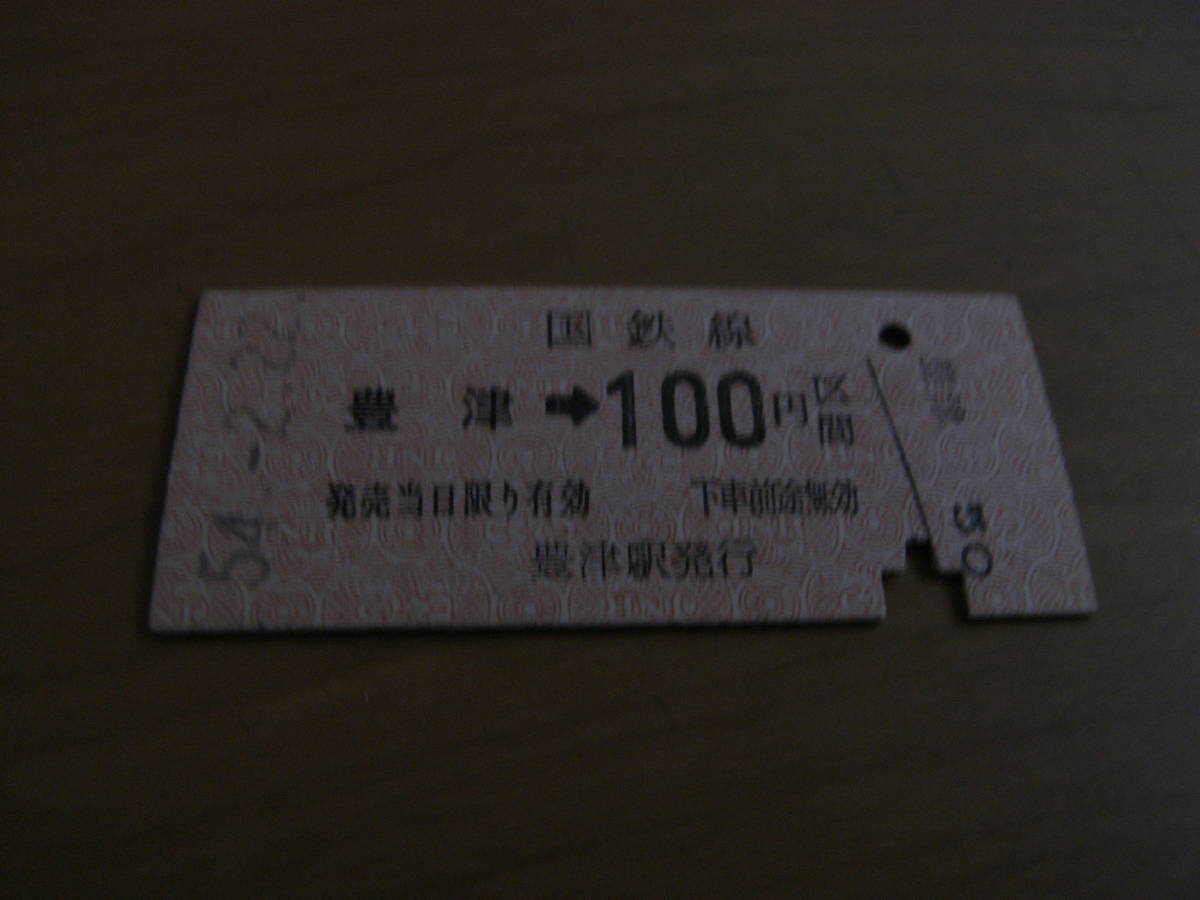 国鉄線
豊津➡100円区間
発売当日限り有効 下車前途無効
豊津駅発行
54.-2.22
50